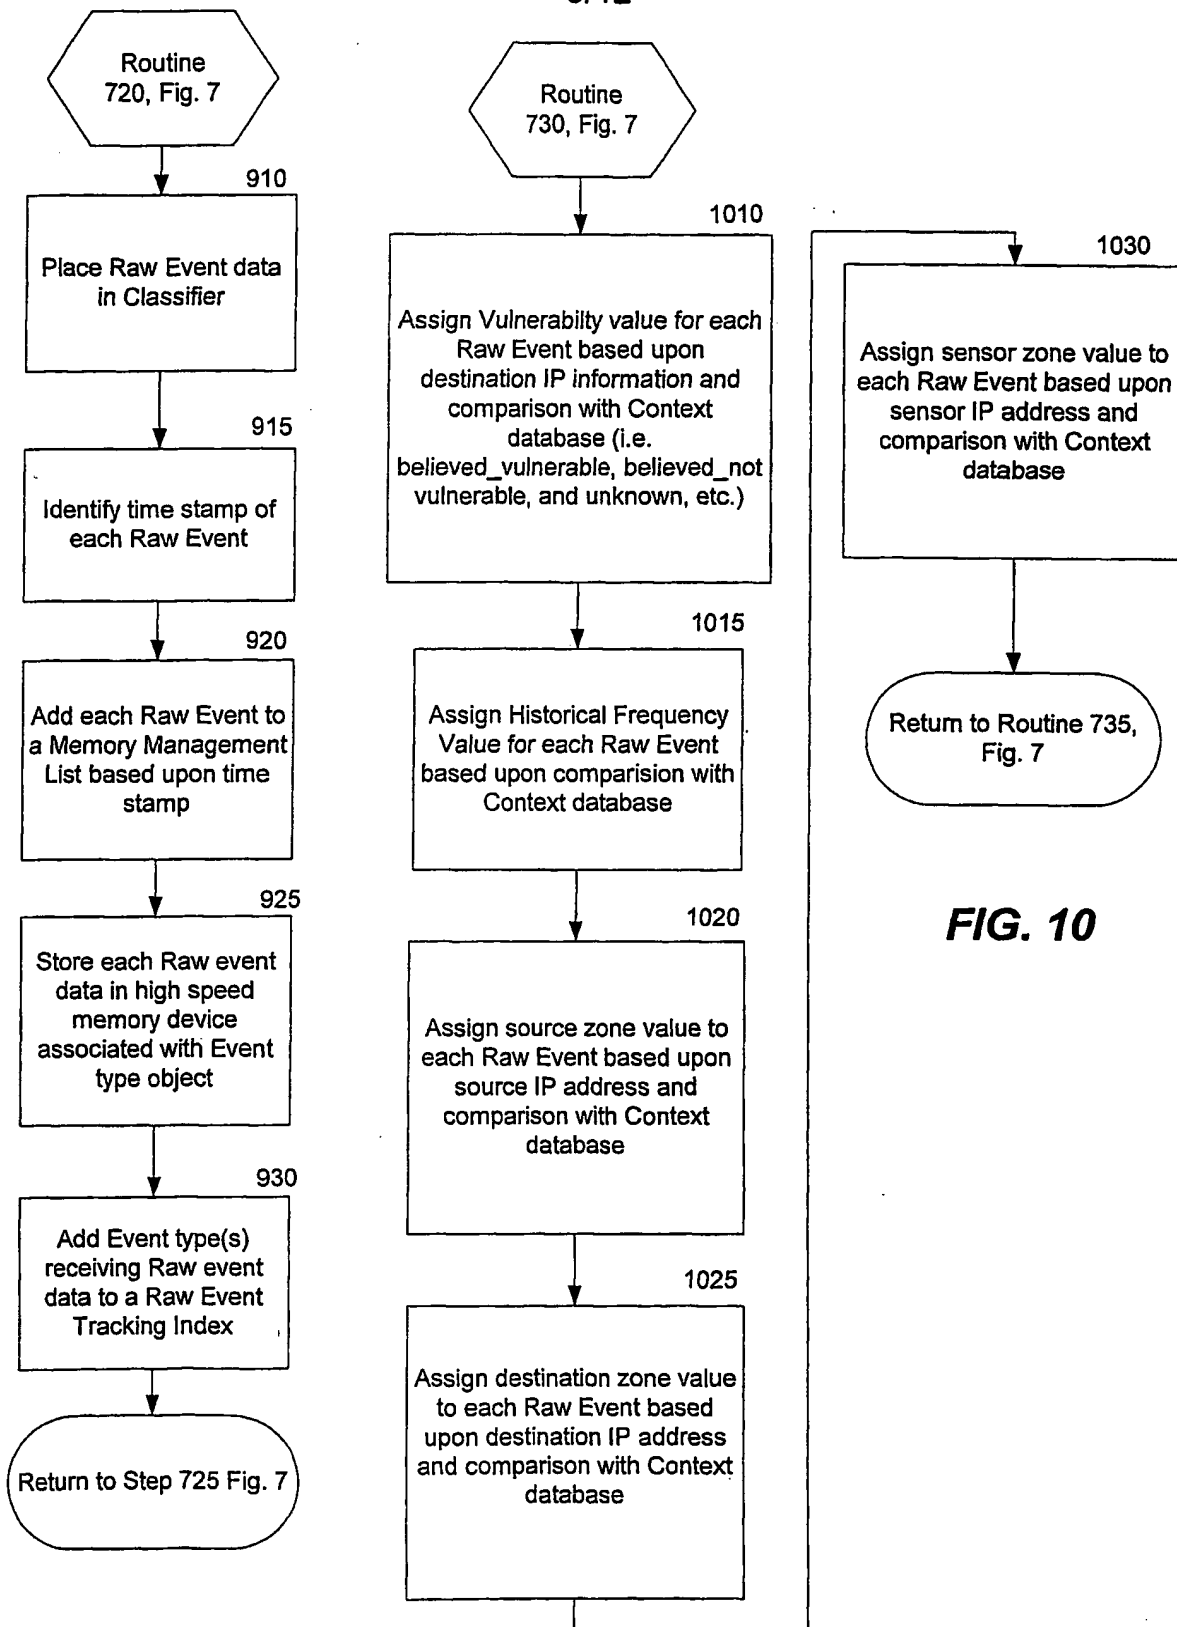 Routine
720, Fig. 7
910
Place Raw Event data
in Classifier
915
Identify time stamp of
each Raw Event
920
Add each Raw Event to
a Memory Management
List based upon time
stamp
925
Store each Raw event
data in high speed
memory device
associated with Event
type object
930
Add Event type(s)
receiving Raw event
data to a Raw Event
Tracking Index
Return to Step 725 Fig. 7
Routine
730, Fig. 7
1010
Assign Vulnerabilty value for each
Raw Event based upon
destination IP information and
comparison with Context
database (i.e.
believed_vulnerable, believed_not
vulnerable, and unknown, etc.)
1015
Assign Historical Frequency
Value for each Raw Event
based upon comparision with
Context database
1020
Assign source zone value to
each Raw Event based upon
source IP address and
comparison with Context
database
1025
Assign destination zone value
to each Raw Event based
upon destination IP address
and comparison with Context
database
1030
Assign sensor zone value to
each Raw Event based upon
sensor IP address and
comparison with Context
database
Return to Routine 735,
Fig. 7
FIG. 10